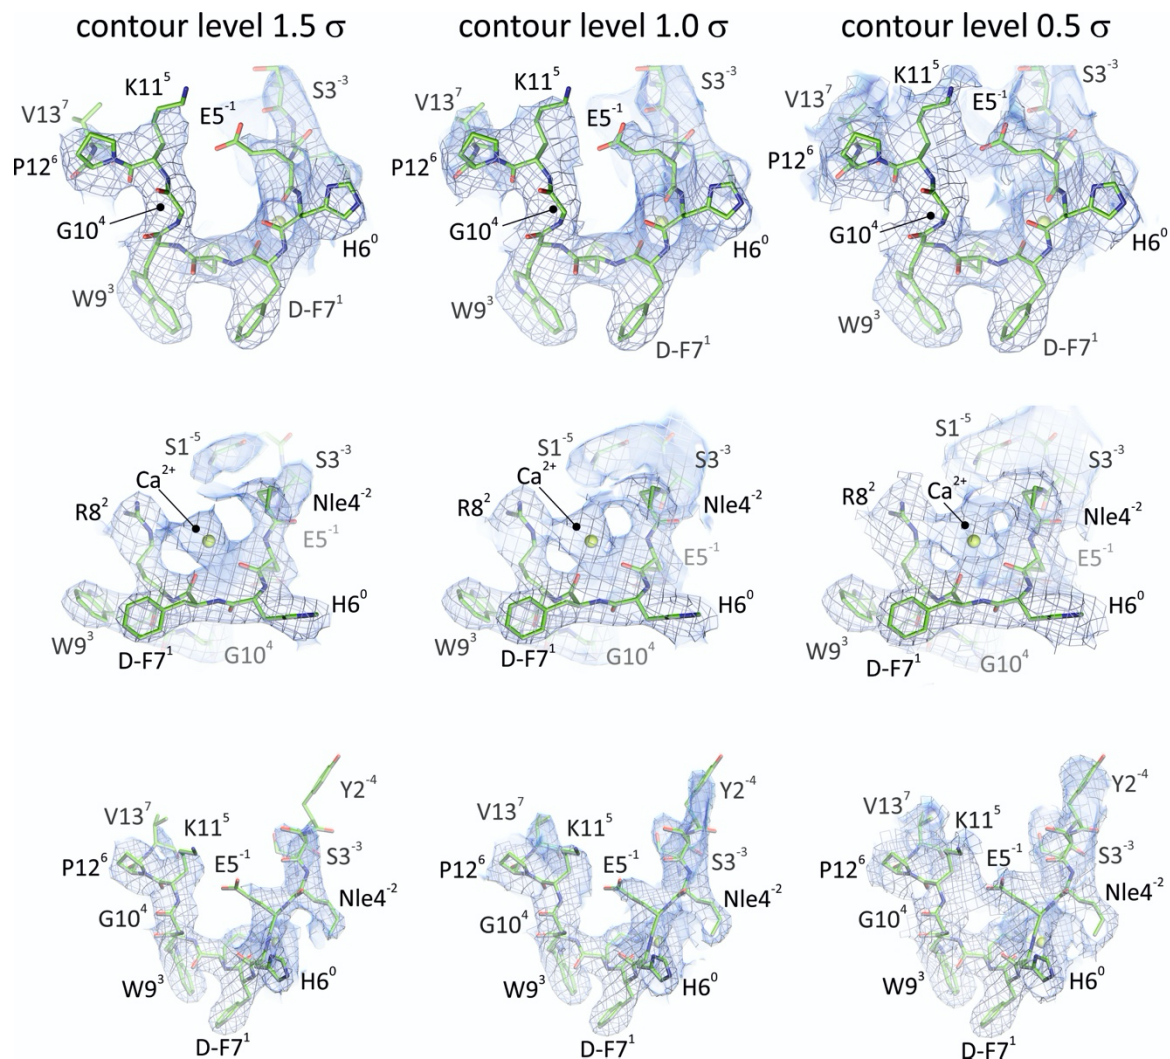 contour level 1.5 σ
contour level 1.0 σ
contour level 0.5 σ
K11⁵
S3⁻³
V13⁷
E5⁻¹
P12⁶
G10⁴
H6⁰
W9³
D-F7¹
K11⁵
S3⁻³
V13⁷
E5⁻¹
P12⁶
G10⁴
H6⁰
W9³
D-F7¹
K11⁵
S3⁻³
V13⁷
E5⁻¹
P12⁶
G10⁴
H6⁰
W9³
D-F7¹
S1⁻⁵
S3⁻³
Ca²⁺
R8²
Nle4⁻²
E5⁻¹
H6⁰
W9³
D-F7¹
G10⁴
S1⁻⁵
S3⁻³
Ca²⁺
R8²
Nle4⁻²
E5⁻¹
H6⁰
W9³
D-F7¹
G10⁴
S1⁻⁵
S3⁻³
Ca²⁺
R8²
Nle4⁻²
E5⁻¹
H6⁰
W9³
D-F7¹
G10⁴
Y2⁻⁴
V13⁷
K11⁵
S3⁻³
P12⁶
E5⁻¹
Nle4⁻²
G10⁴
W9³
H6⁰
D-F7¹
Y2⁻⁴
V13⁷
K11⁵
S3⁻³
P12⁶
E5⁻¹
Nle4⁻²
G10⁴
W9³
H6⁰
D-F7¹
Y2⁻⁴
V13⁷
K11⁵
S3⁻³
P12⁶
E5⁻¹
Nle4⁻²
G10⁴
W9³
H6⁰
D-F7¹